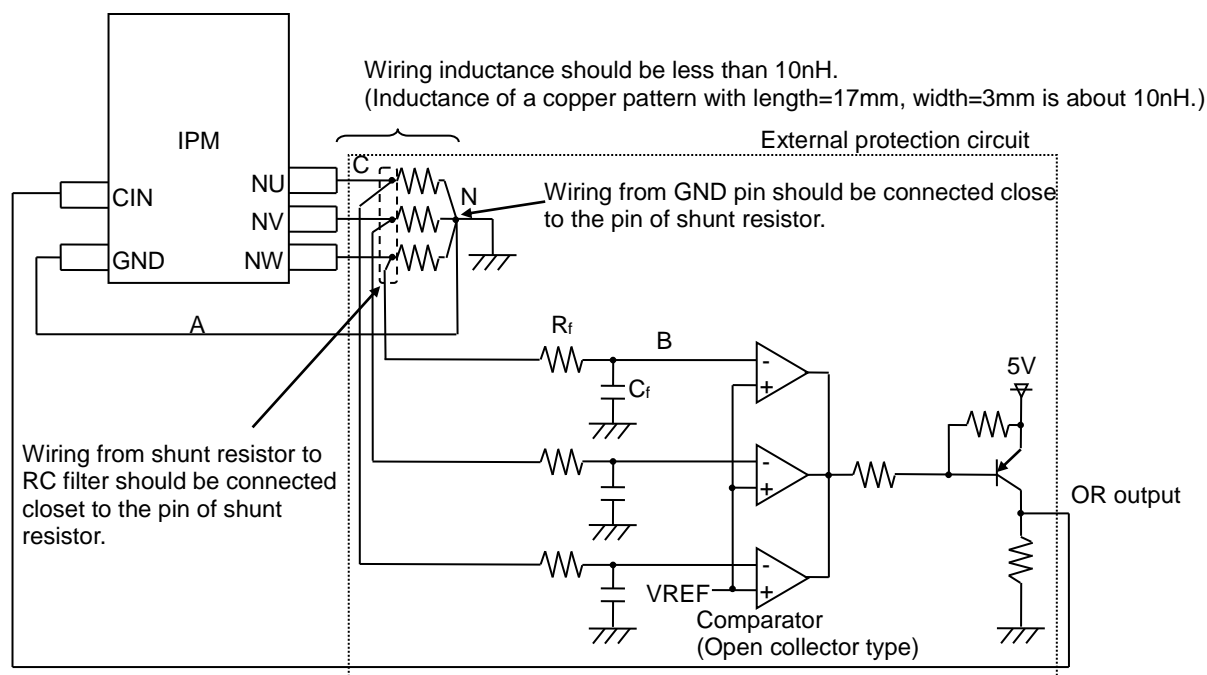 Wiring inductance should be less than 10nH.
(Inductance of a copper pattern with length=17mm, width=3mm is about 10nH.)
External protection circuit
IPM
C
NU
N
CIN
Wiring from GND pin should be connected close
to the pin of shunt resistor.
NV
GND
NW
A
Rf
B
-
+
5V
Cf
Wiring from shunt resistor to
RC filter should be connected
closet to the pin of shunt
resistor.
-
+
OR output
-
VREF
+
Comparator
(Open collector type)